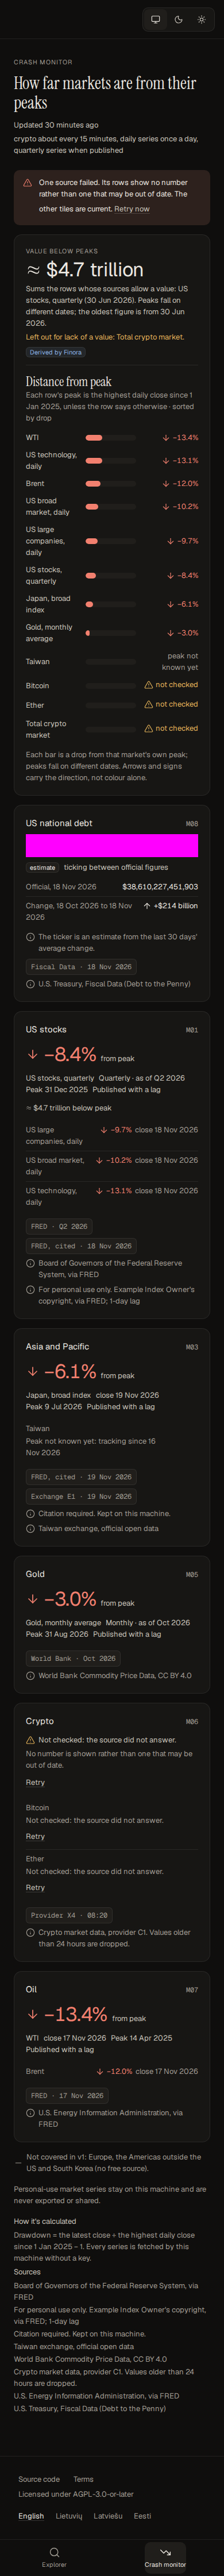 CRASH MONITOR
How far markets are from their
peaks
Updated 30 minutes ago
crypto about every 15 minutes, daily series once a day,
quarterly series when published
One source failed. Its rows show no number
rather than one that may be out of date. The
other tiles are current. Retry now
VALUE BELOW PEAKS
≈ $4.7 trillion
Sums the rows whose sources allow a value: US
stocks, quarterly (30 Jun 2026). Peaks fall on
different dates; the oldest figure is from 30 Jun
2026.
Left out for lack of a value: Total crypto market.
Derived by Finora
Distance from peak
Each row's peak is the highest daily close since 1
Jan 2025, unless the row says otherwise · sorted
by drop
WTI ↓ −13.4%
US technology,
daily ↓ −13.1%
Brent ↓ −12.0%
US broad
market, daily ↓ −10.2%
US large
companies,
daily ↓ −9.7%
US stocks,
quarterly ↓ −8.4%
Japan, broad
index ↓ −6.1%
Gold, monthly
average ↓ −3.0%
Taiwan peak not
known yet
Bitcoin not checked
Ether not checked
Total crypto
market not checked
Each bar is a drop from that market's own peak;
peaks fall on different dates. Arrows and signs
carry the direction, not colour alone.
US national debt M08
estimate ticking between official figures
Official, 18 Nov 2026 $38,610,227,451,903
Change, 18 Oct 2026 to 18 Nov
2026 ↑ +$214 billion
The ticker is an estimate from the last 30 days'
average change.
Fiscal Data · 18 Nov 2026
U.S. Treasury, Fiscal Data (Debt to the Penny)
US stocks M01
↓ −8.4% from peak
US stocks, quarterly Quarterly · as of Q2 2026
Peak 31 Dec 2025 Published with a lag
≈ $4.7 trillion below peak
US large
companies, daily ↓ −9.7% close 18 Nov 2026
US broad market,
daily ↓ −10.2% close 18 Nov 2026
US technology,
daily ↓ −13.1% close 18 Nov 2026
FRED · Q2 2026
FRED, cited · 18 Nov 2026
Board of Governors of the Federal Reserve
System, via FRED
For personal use only. Example Index Owner's
copyright, via FRED; 1-day lag
Asia and Pacific M03
↓ −6.1% from peak
Japan, broad index close 19 Nov 2026
Peak 9 Jul 2026 Published with a lag
Taiwan
Peak not known yet: tracking since 16
Nov 2026
FRED, cited · 19 Nov 2026
Exchange E1 · 19 Nov 2026
Citation required. Kept on this machine.
Taiwan exchange, official open data
Gold M05
↓ −3.0% from peak
Gold, monthly average Monthly · as of Oct 2026
Peak 31 Aug 2026 Published with a lag
World Bank · Oct 2026
World Bank Commodity Price Data, CC BY 4.0
Crypto M06
Not checked: the source did not answer.
No number is shown rather than one that may be
out of date.
Retry
Bitcoin
Not checked: the source did not answer.
Retry
Ether
Not checked: the source did not answer.
Retry
Provider X4 · 08:20
Crypto market data, provider C1. Values older
than 24 hours are dropped.
Oil M07
↓ −13.4% from peak
WTI close 17 Nov 2026 Peak 14 Apr 2025
Published with a lag
Brent ↓ −12.0% close 17 Nov 2026
FRED · 17 Nov 2026
U.S. Energy Information Administration, via
FRED
— Not covered in v1: Europe, the Americas outside the
US and South Korea (no free source).
Personal-use market series stay on this machine and are
never exported or shared.
How it's calculated
Drawdown = the latest close ÷ the highest daily close
since 1 January 2025 − 1. Every series is fetched by this
machine without a key.
Sources
Board of Governors of the Federal Reserve System, via
FRED
For personal use only. Example Index Owner's copyright,
via FRED; 1-day lag
Citation required. Kept on this machine.
Taiwan exchange, official open data
World Bank Commodity Price Data, CC BY 4.0
Crypto market data, provider C1. Values older than 24
hours are dropped.
U.S. Energy Information Administration, via FRED
U.S. Treasury, Fiscal Data (Debt to the Penny)
Source code Terms
Licensed under AGPL-3.0-or-later
English Lietuvių Latviešu Eesti
Explorer Crash monitor